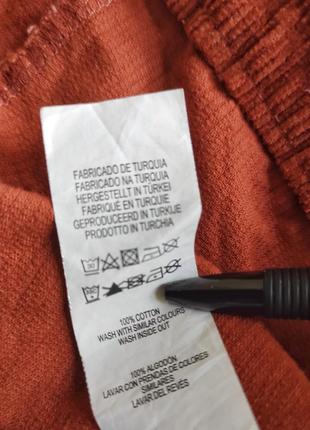 FABRICADO DE TURQUIA
FABRICADO NA TURQUIA
HERGESTELLT IN TÜRKEI
FABRIQUÉ EN TURQUIE
GEPRODUCEERD IN TURKIJE
PRODOTTO IN TURCHIA
100% COTTON
WASH WITH SIMILAR COLOURS
WASH INSIDE OUT
100% ALGODÓN
LAVAR CON PRENDAS DE COLORES
SIMILARES
LAVAR DEL REVÉS